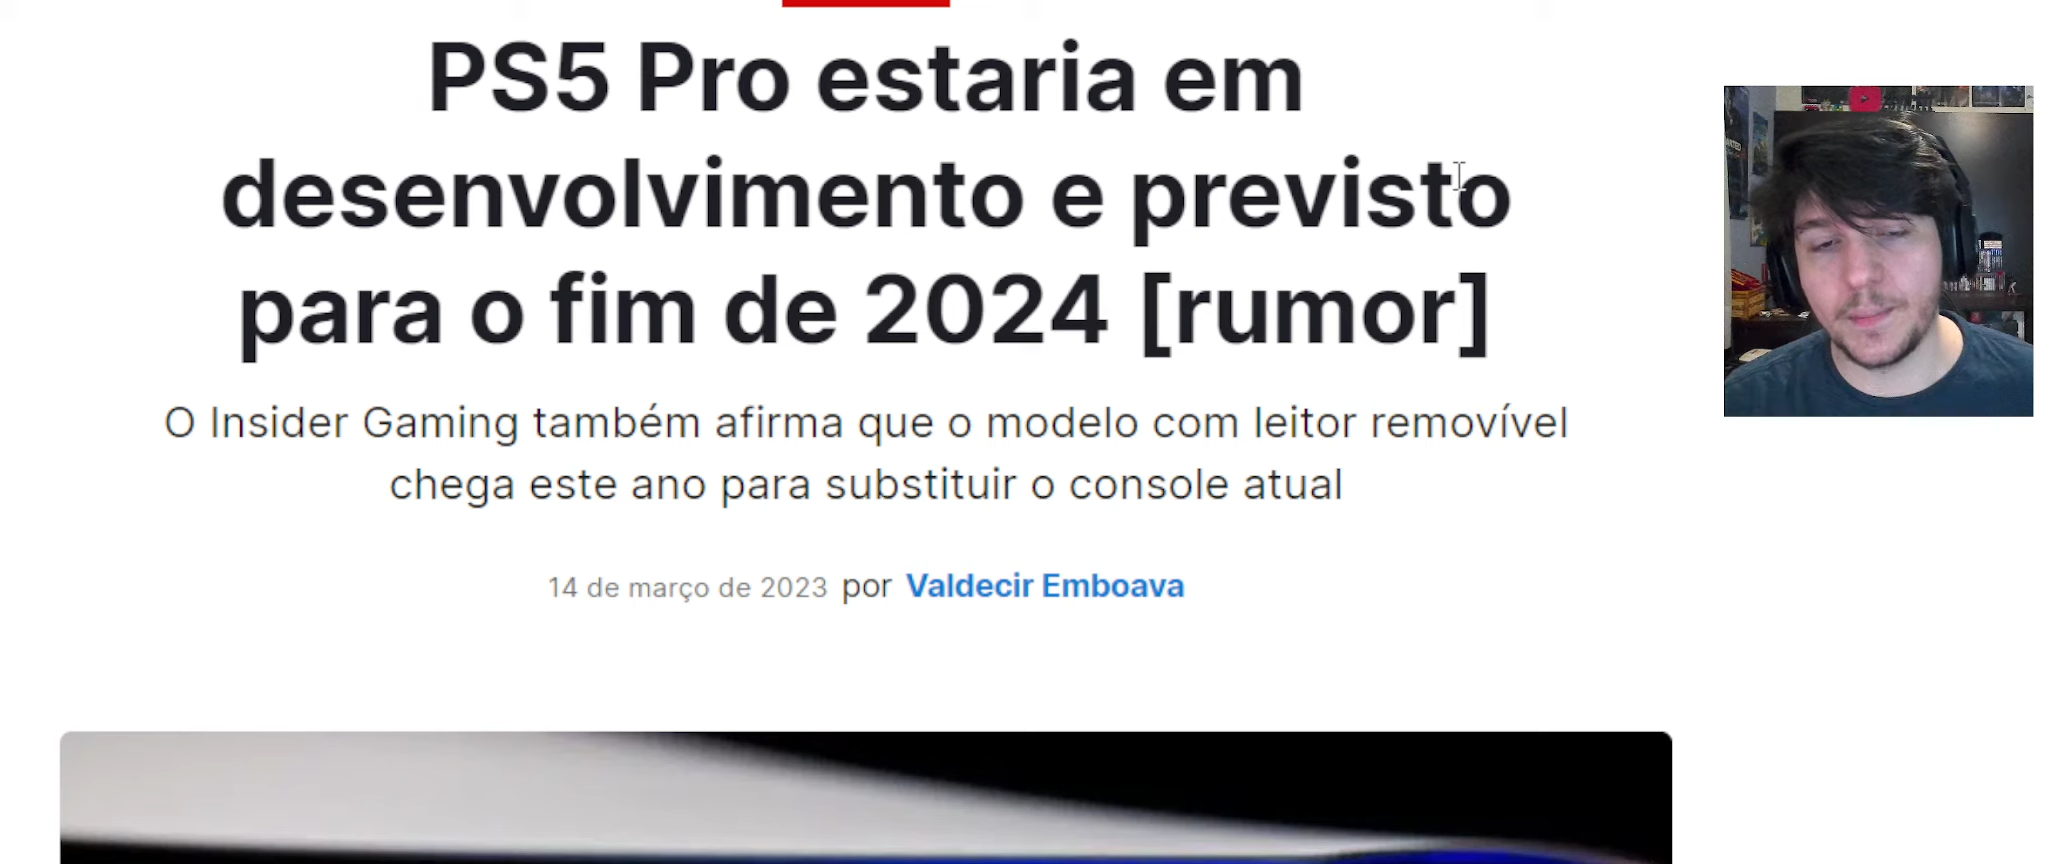 PS5 Pro estaria em
desenvolvimento e previsto
para o fim de 2024 [rumor]
O Insider Gaming também afirma que o modelo com leitor removível
chega este ano para substituir o console atual
14 de março de 2023 por Valdecir Emboava